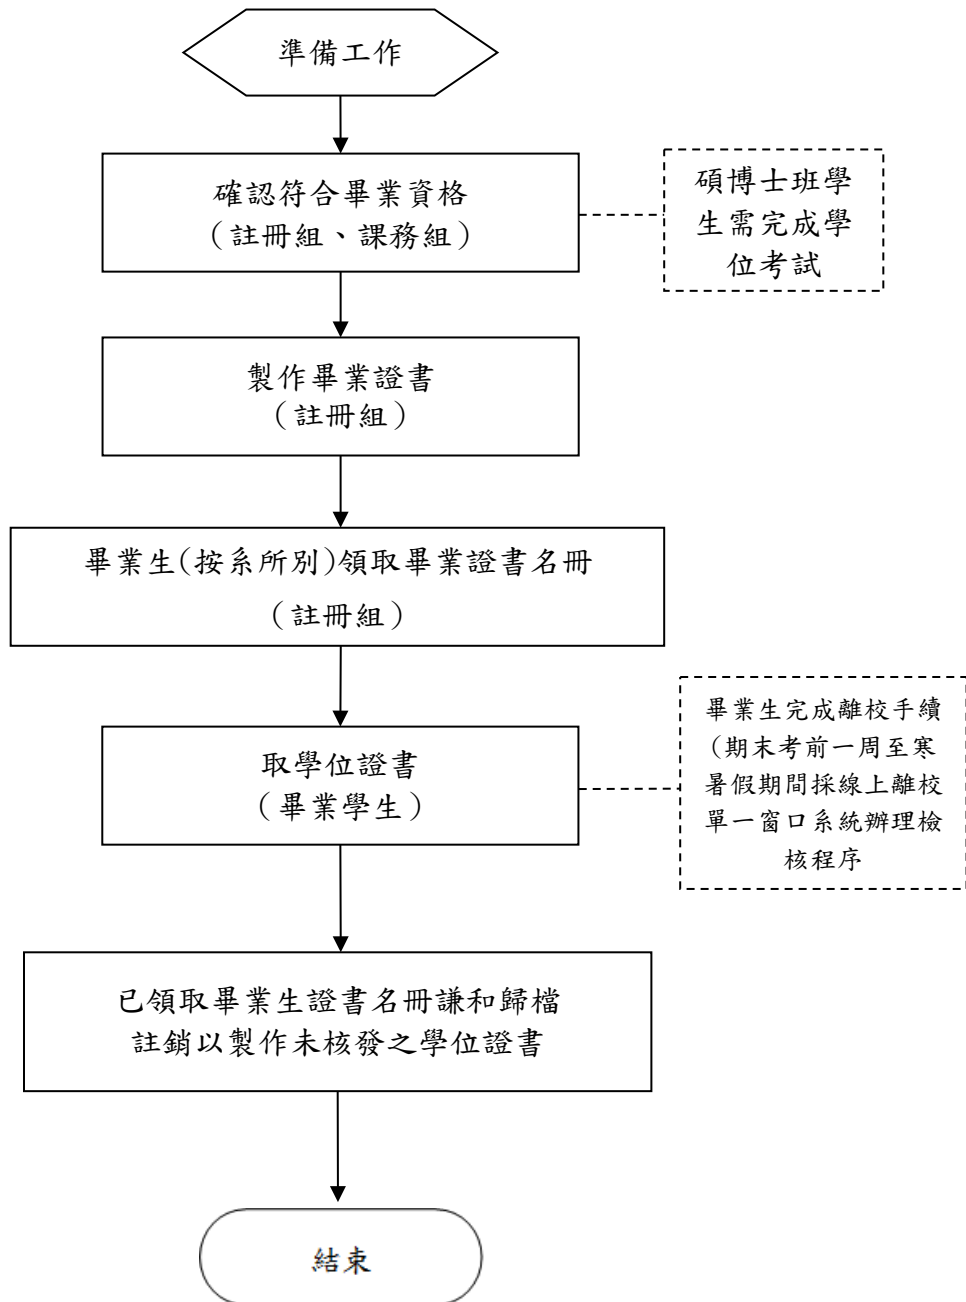 準備工作
確認符合畢業資格
（註冊組、課務組）
碩博士班學
生需完成學
位考試
製作畢業證書
（註冊組）
畢業生(按系所別)領取畢業證書名冊
（註冊組）
取學位證書
（畢業學生）
畢業生完成離校手續
(期末考前一周至寒
暑假期間採線上離校
單一窗口系統辦理檢
核程序
已領取畢業生證書名冊謙和歸檔
註銷以製作未核發之學位證書
結束